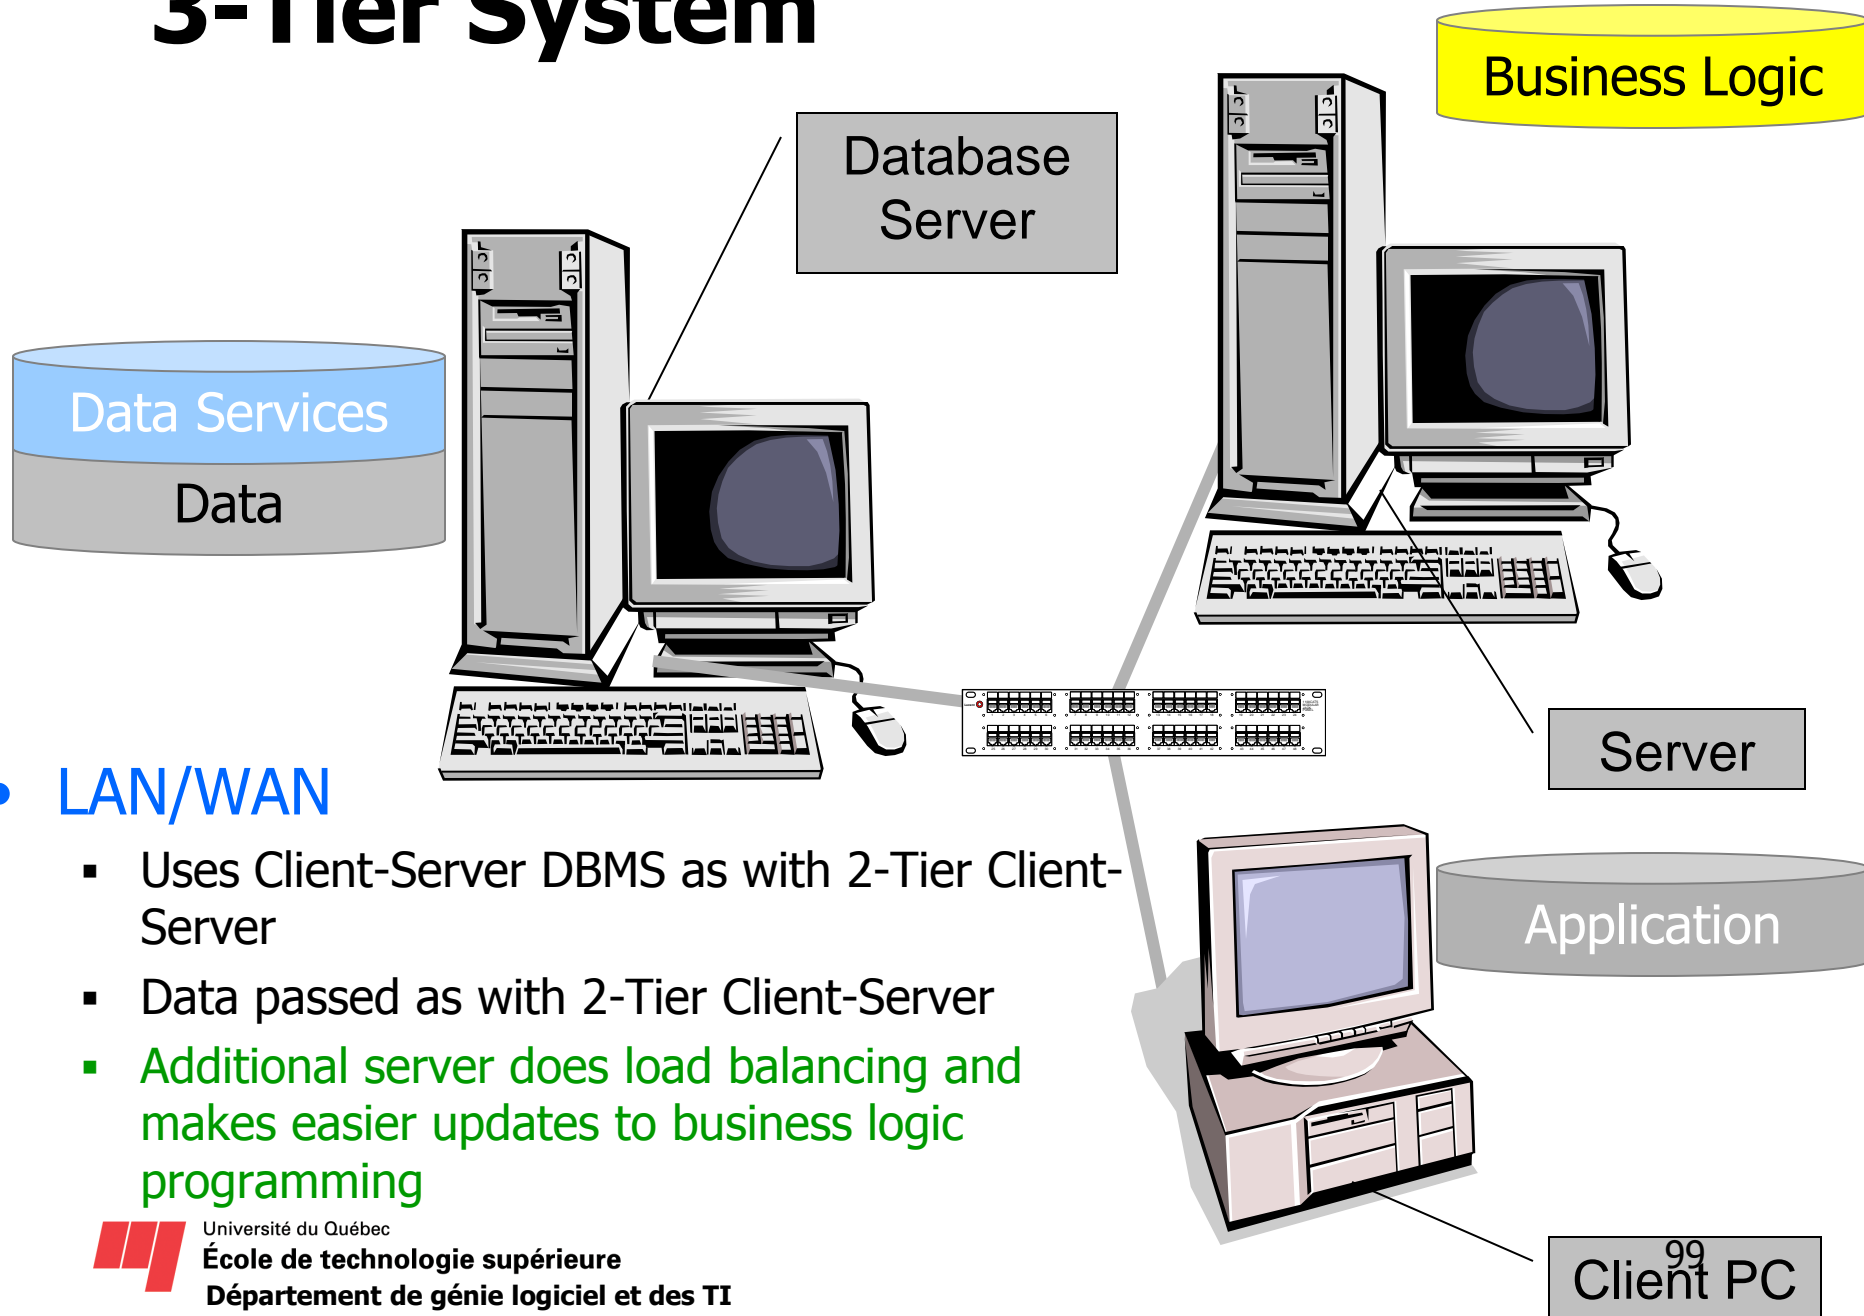 3-Tier System
Business Logic
Database
Server
Data Services
Data
Server
• LAN/WAN
▪ Uses Client-Server DBMS as with 2-Tier Client-
Server
▪ Data passed as with 2-Tier Client-Server
▪ Additional server does load balancing and
makes easier updates to business logic
programming
Application
Client PC
99
Université du Québec
École de technologie supérieure
Département de génie logiciel et des TI